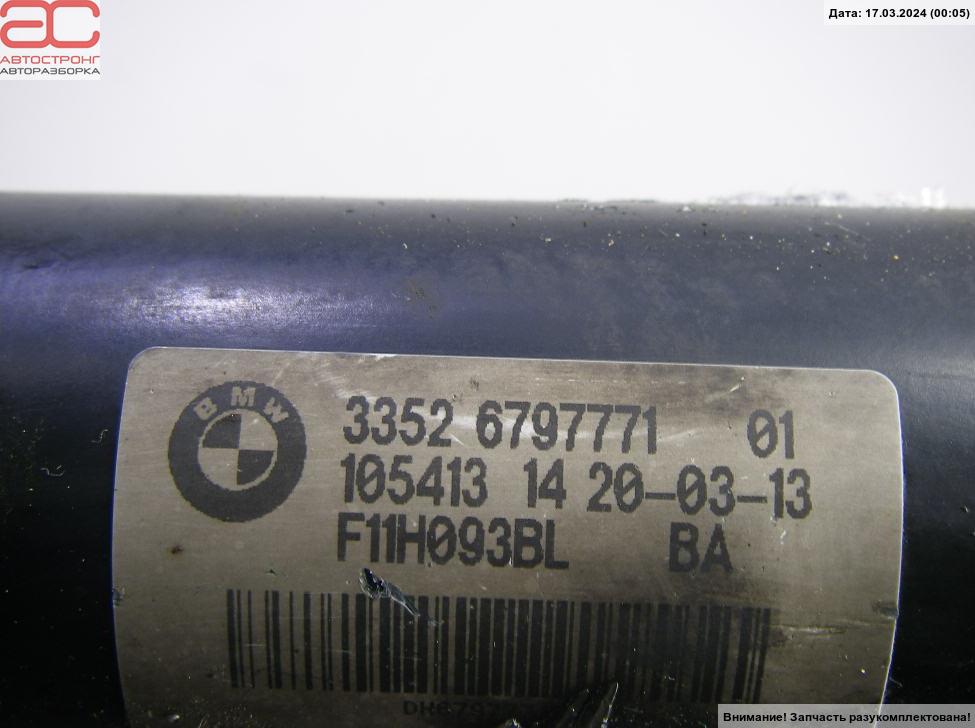 Дата: 17.03.2024 (00:05)
АС
АВТОСТРОНГ
АВТОРАЗБОРКА
BMW
3352 6797771 01
105413 14 20-03-13
F11H093BL BA
Внимание! Запчасть разукомплектована!